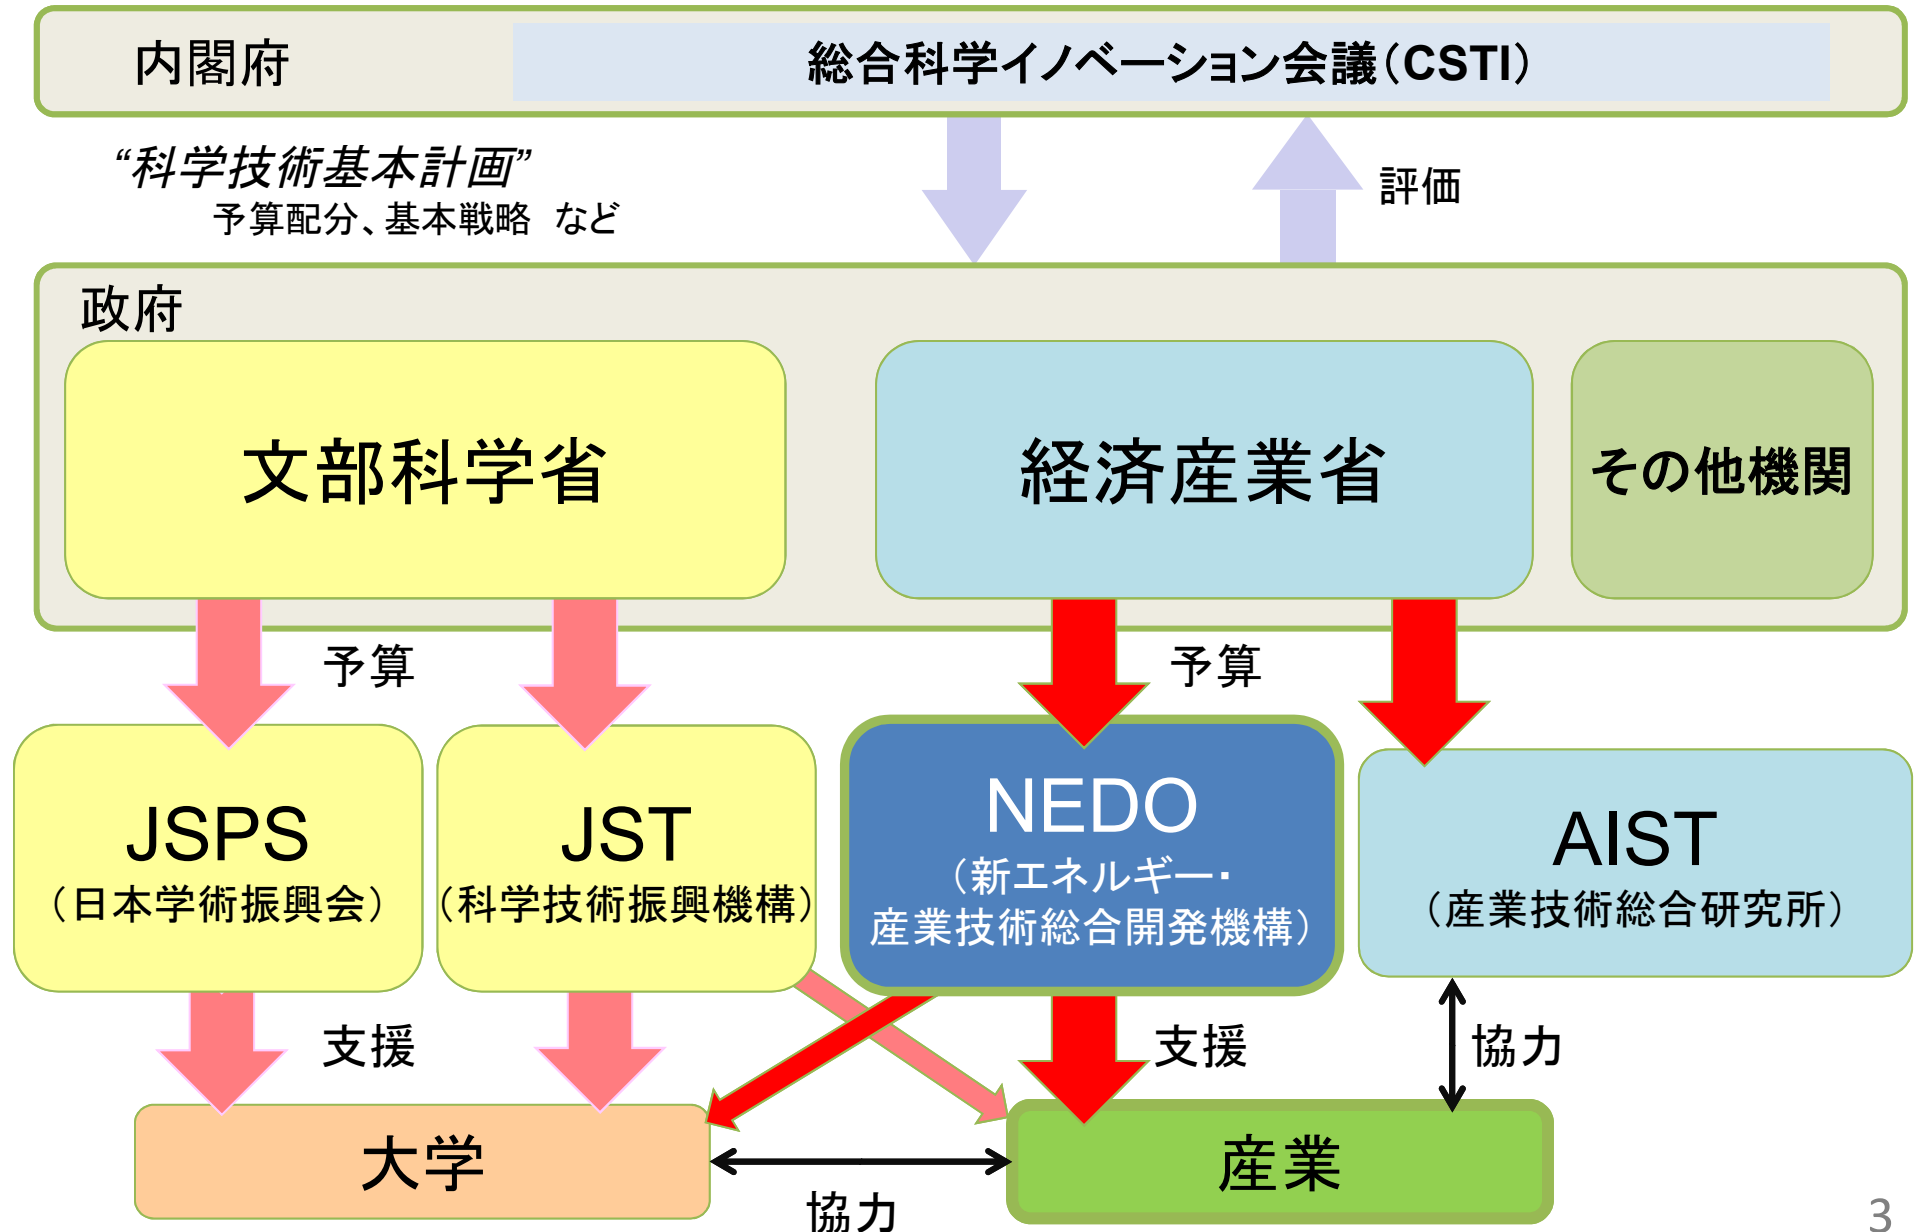 内閣府
総合科学イノベーション会議（CSTI）
“科学技術基本計画”
予算配分、基本戦略 など
評価
政府
文部科学省
経済産業省
その他機関
予算
予算
JSPS
（日本学術振興会）
JST
（科学技術振興機構）
NEDO
（新エネルギー・
産業技術総合開発機構）
AIST
（産業技術総合研究所）
支援
支援
協力
大学
産業
協力
3